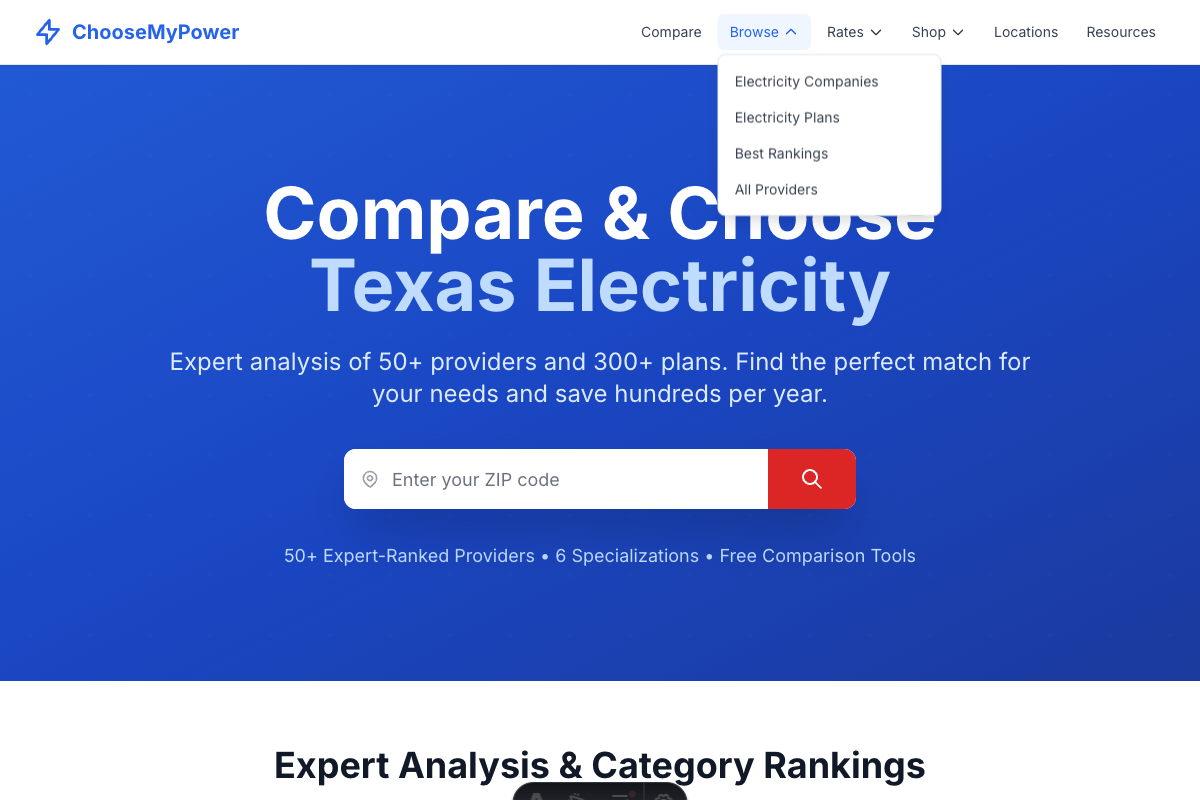 ChooseMyPower
Compare
Browse
Rates
Shop
Locations
Resources
Electricity Companies
Electricity Plans
Best Rankings
All Providers
Compare & Choose
Texas Electricity
Expert analysis of 50+ providers and 300+ plans. Find the perfect match for
your needs and save hundreds per year.
Enter your ZIP code
50+ Expert-Ranked Providers • 6 Specializations • Free Comparison Tools
Expert Analysis & Category Rankings